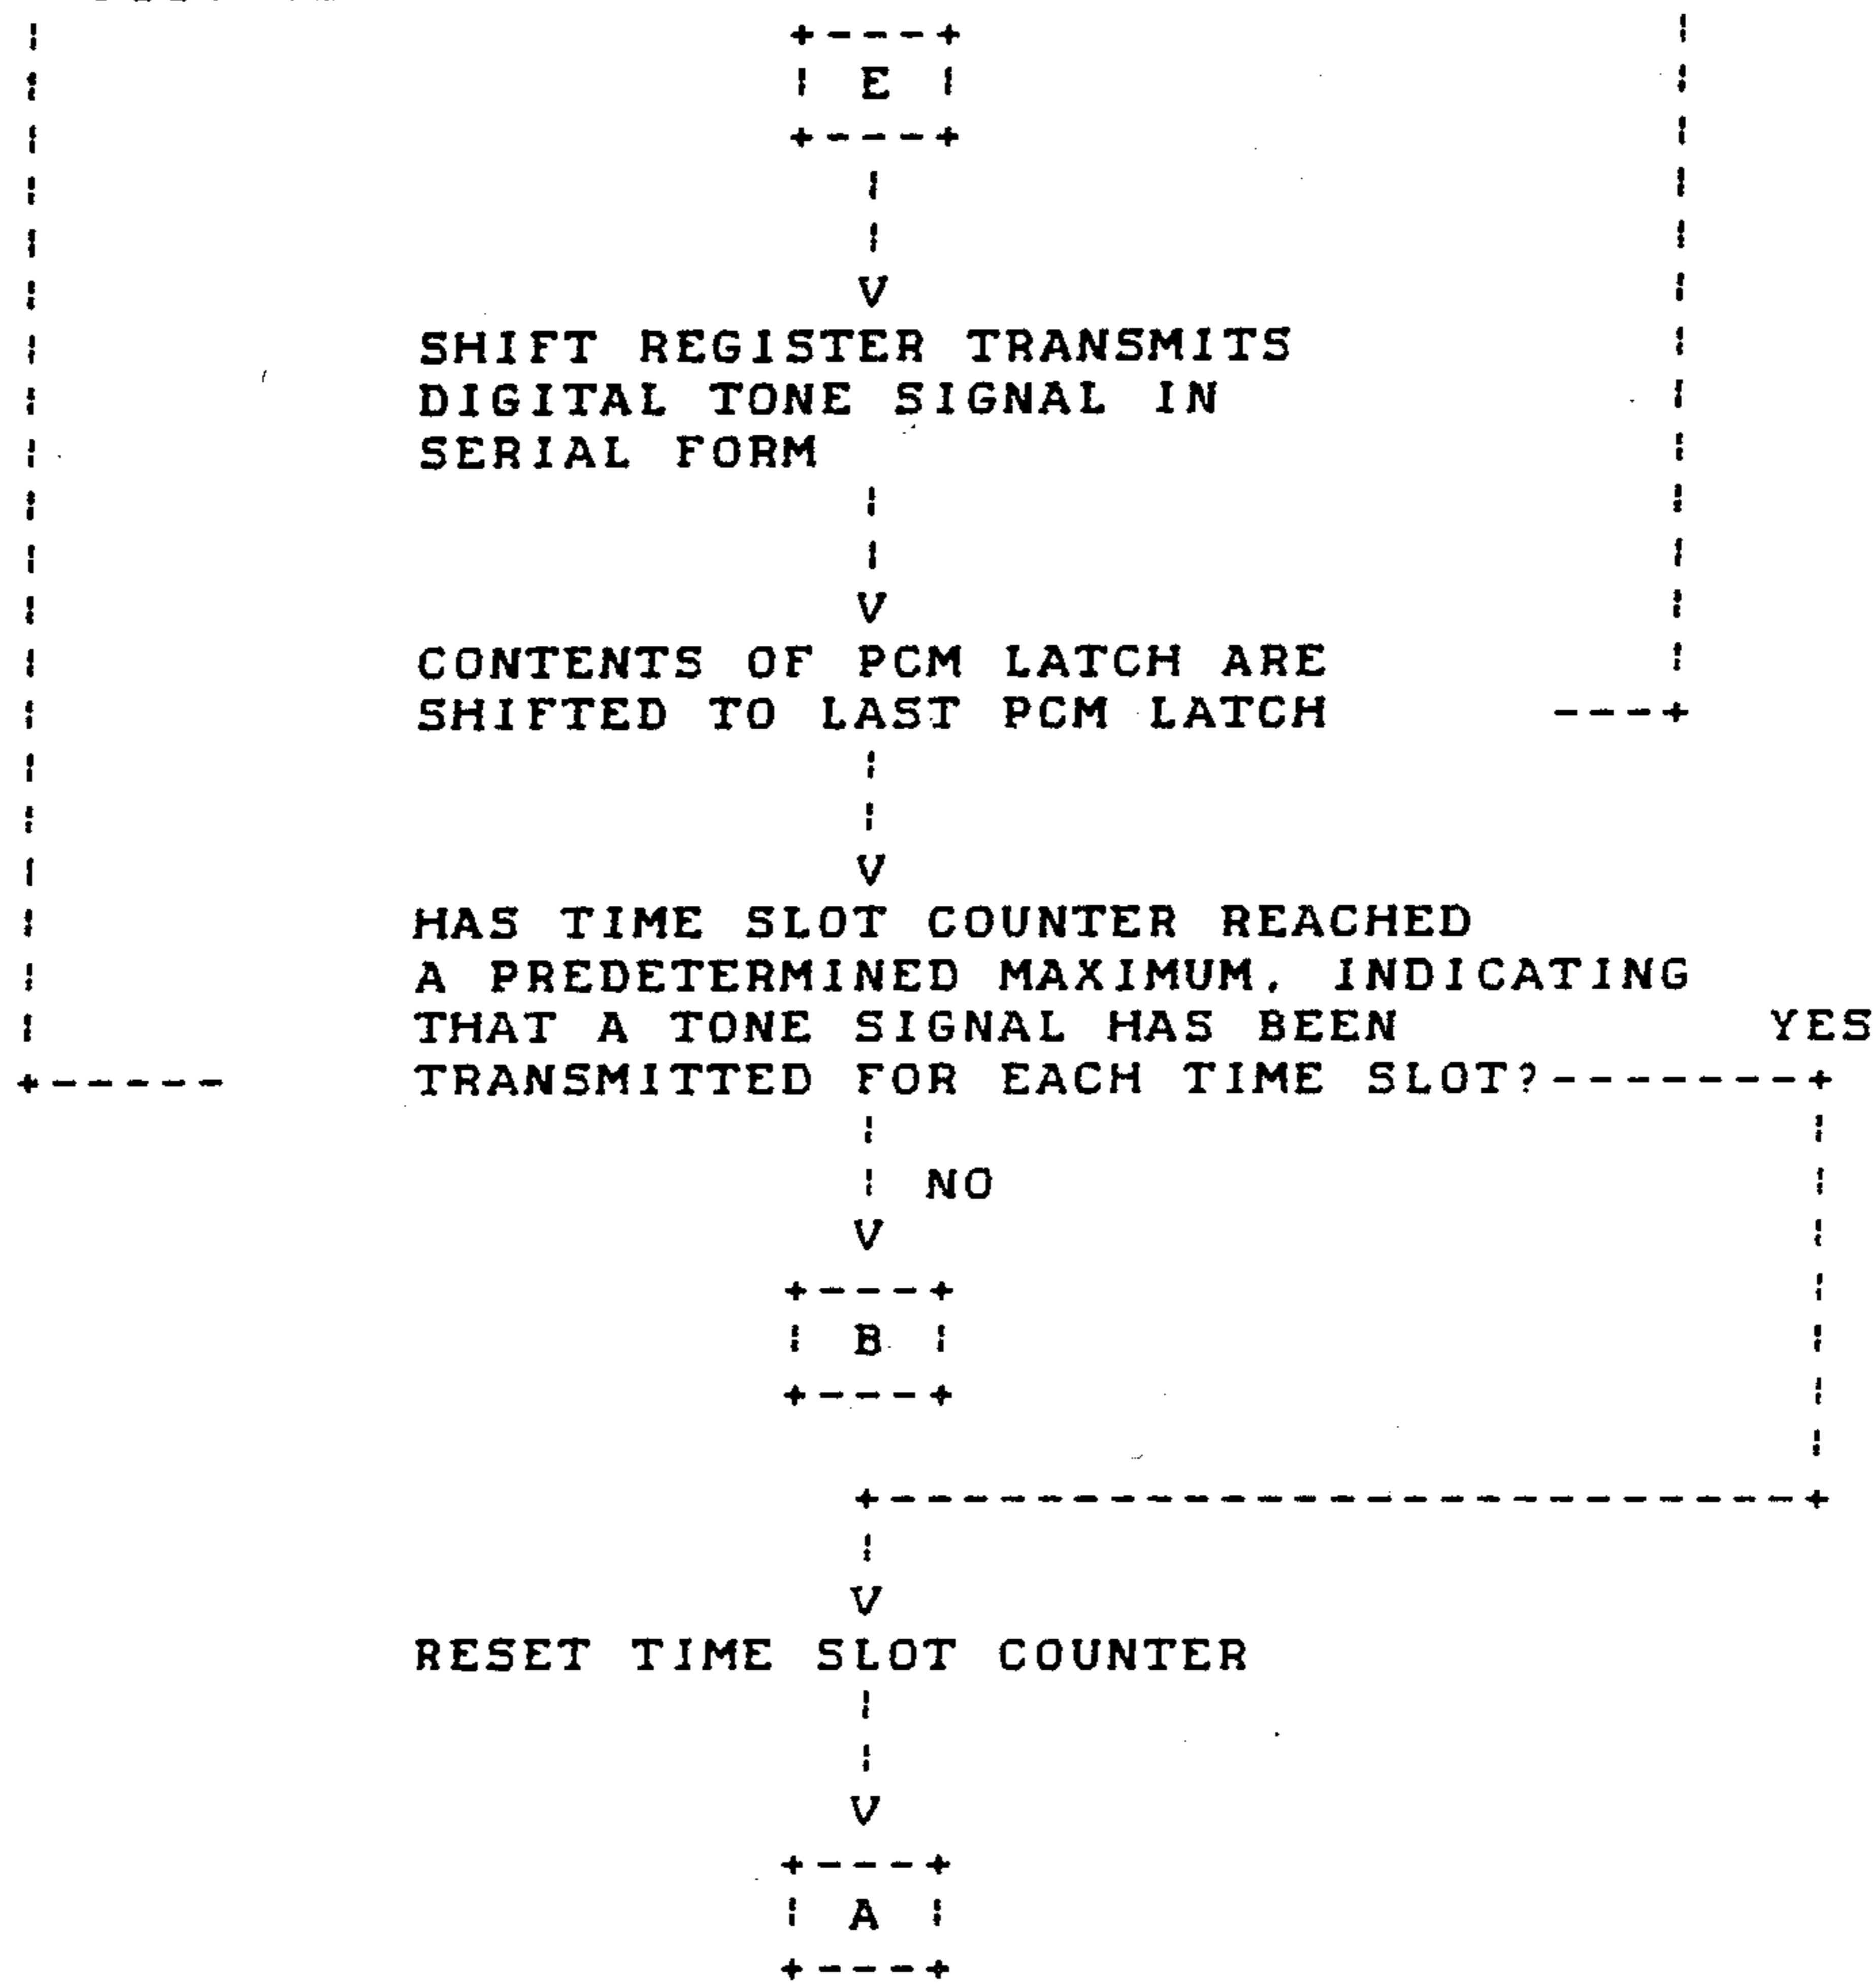 E
SHIFT REGISTER TRANSMITS
DIGITAL TONE SIGNAL IN
SERIAL FORM
CONTENTS OF PCM LATCH ARE
SHIFTED TO LAST PCM LATCH
HAS TIME SLOT COUNTER REACHED
A PREDETERMINED MAXIMUM, INDICATING
THAT A TONE SIGNAL HAS BEEN YES
TRANSMITTED FOR EACH TIME SLOT?
NO
B
RESET TIME SLOT COUNTER
A